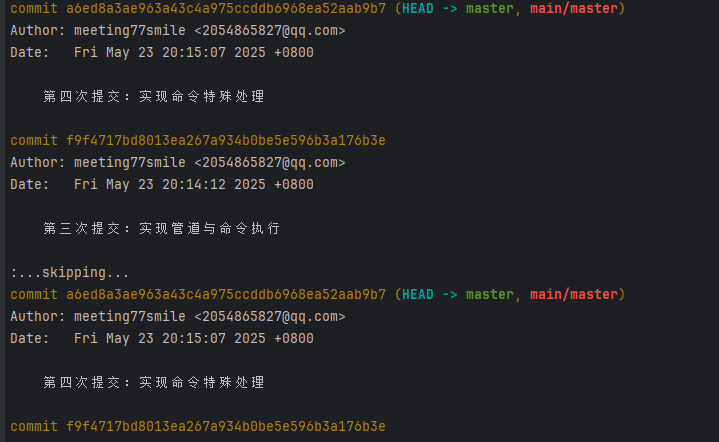 commit a6ed8a3ae963a43c4a975ccddb6968ea52aab9b7 (HEAD -> master, main/master)
Author: meeting77smile <2054865827@qq.com>
Date:   Fri May 23 20:15:07 2025 +0800
第四次提交：实现命令特殊处理
commit f9f4717bd8013ea267a934b0be5e596b3a176b3e
Author: meeting77smile <2054865827@qq.com>
Date:   Fri May 23 20:14:12 2025 +0800
第三次提交：实现管道与命令执行
:...skipping...
commit a6ed8a3ae963a43c4a975ccddb6968ea52aab9b7 (HEAD -> master, main/master)
Author: meeting77smile <2054865827@qq.com>
Date:   Fri May 23 20:15:07 2025 +0800
第四次提交：实现命令特殊处理
commit f9f4717bd8013ea267a934b0be5e596b3a176b3e